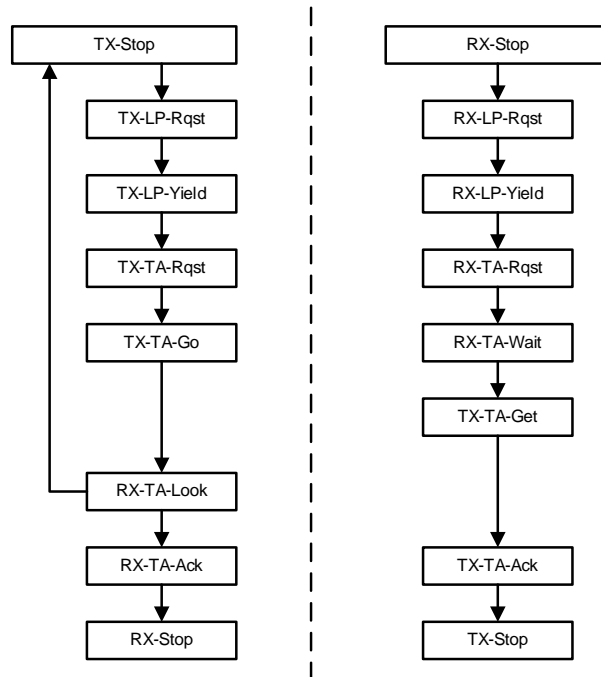 TX-Stop
TX-LP-Rqst
TX-LP-Yield
TX-TA-Rqst
TX-TA-Go
RX-TA-Look
RX-TA-Ack
RX-Stop
RX-Stop
RX-LP-Rqst
RX-LP-Yield
RX-TA-Rqst
RX-TA-Wait
TX-TA-Get
TX-TA-Ack
TX-Stop